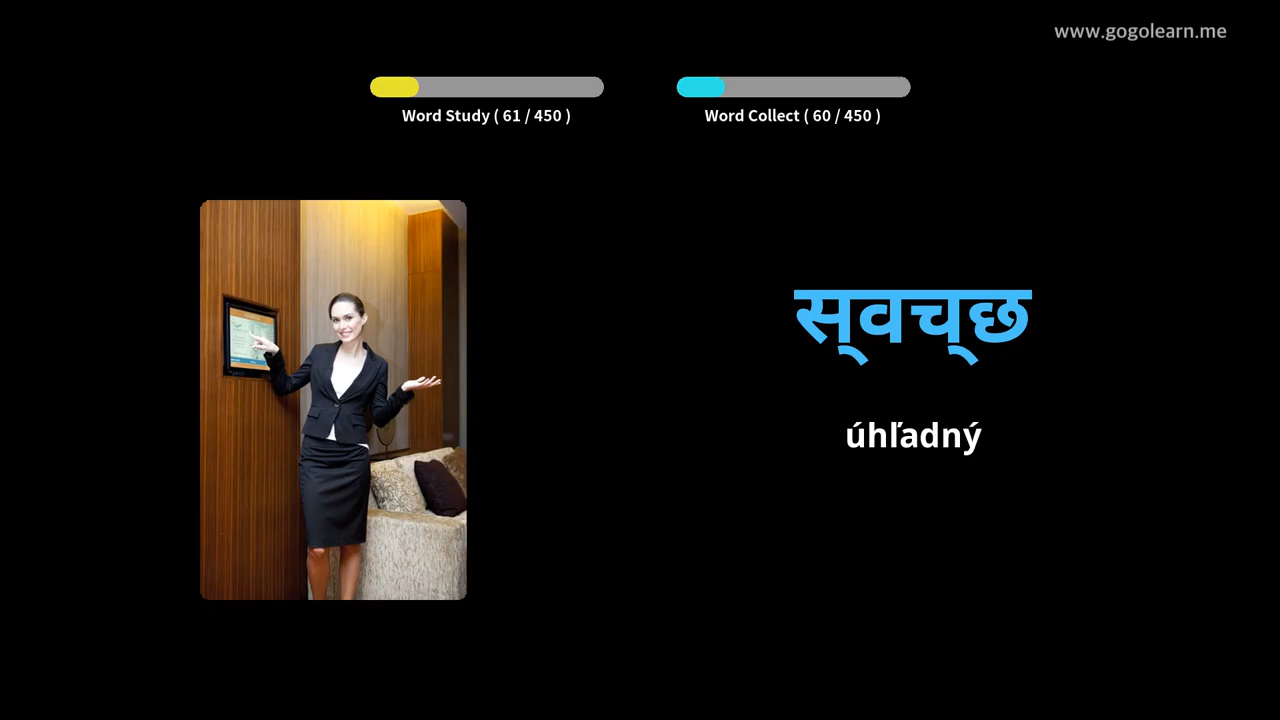 www.gogolearn.me
Word Study ( 61 / 450 )
Word Collect ( 60 / 450 )
स्वच्छ
úhľadný